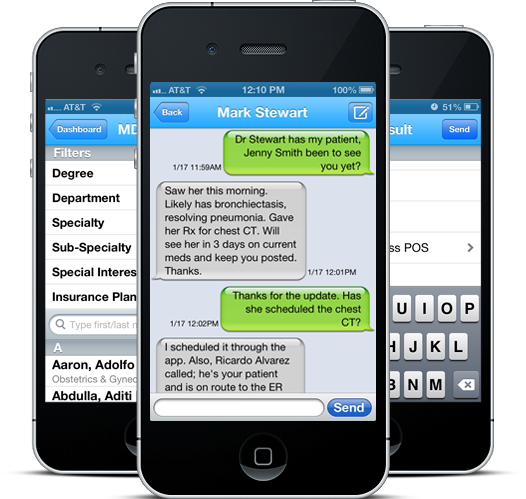 AT&T
Dashboard
Filters
Degree
Department
Specialty
Sub-Specialty
Special Interes
Insurance Plan
Type first/last n
A
Aaron, Adolfo
Obstetrics & Gynec
Abdulla, Aditi
AT&T 12:10 PM 100%
Back Mark Stewart
Dr Stewart has my patient,
Jenny Smith been to see
you yet?
1/17 11:59AM
Saw her this morning.
Likely has bronchiectasis,
resolving pneumonia. Gave
her Rx for chest CT. Will
see her in 3 days on current
meds and keep you posted.
Thanks.
1/17 12:01PM
Thanks for the update. Has
she scheduled the chest
CT?
1/17 12:02PM
I scheduled it through the
app. Also, Ricardo Alvarez
called; he's your patient
and is on route to the ER
Send
51%
sult Send
ss POS
U I O P
H J K L
B N M